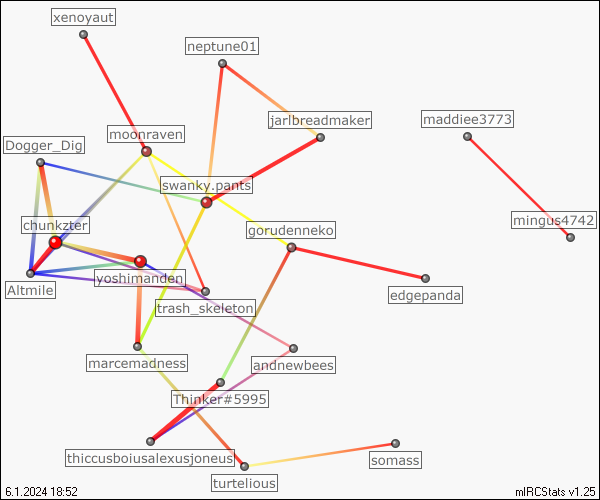 xenoyaut
neptune01
maddiee3773
jarlbreadmaker
moonraven
Dogger_Dig
swanky.pants
mingus4742
chunkzter
gorudenneko
yoshimanden
Altmile
edgepanda
trash_skeleton
marcemadness
andnewbees
Thinker#5995
thiccusboiusalexusjoneus
somass
turtelious
6.1.2024 18:52
mIRCStats v1.25